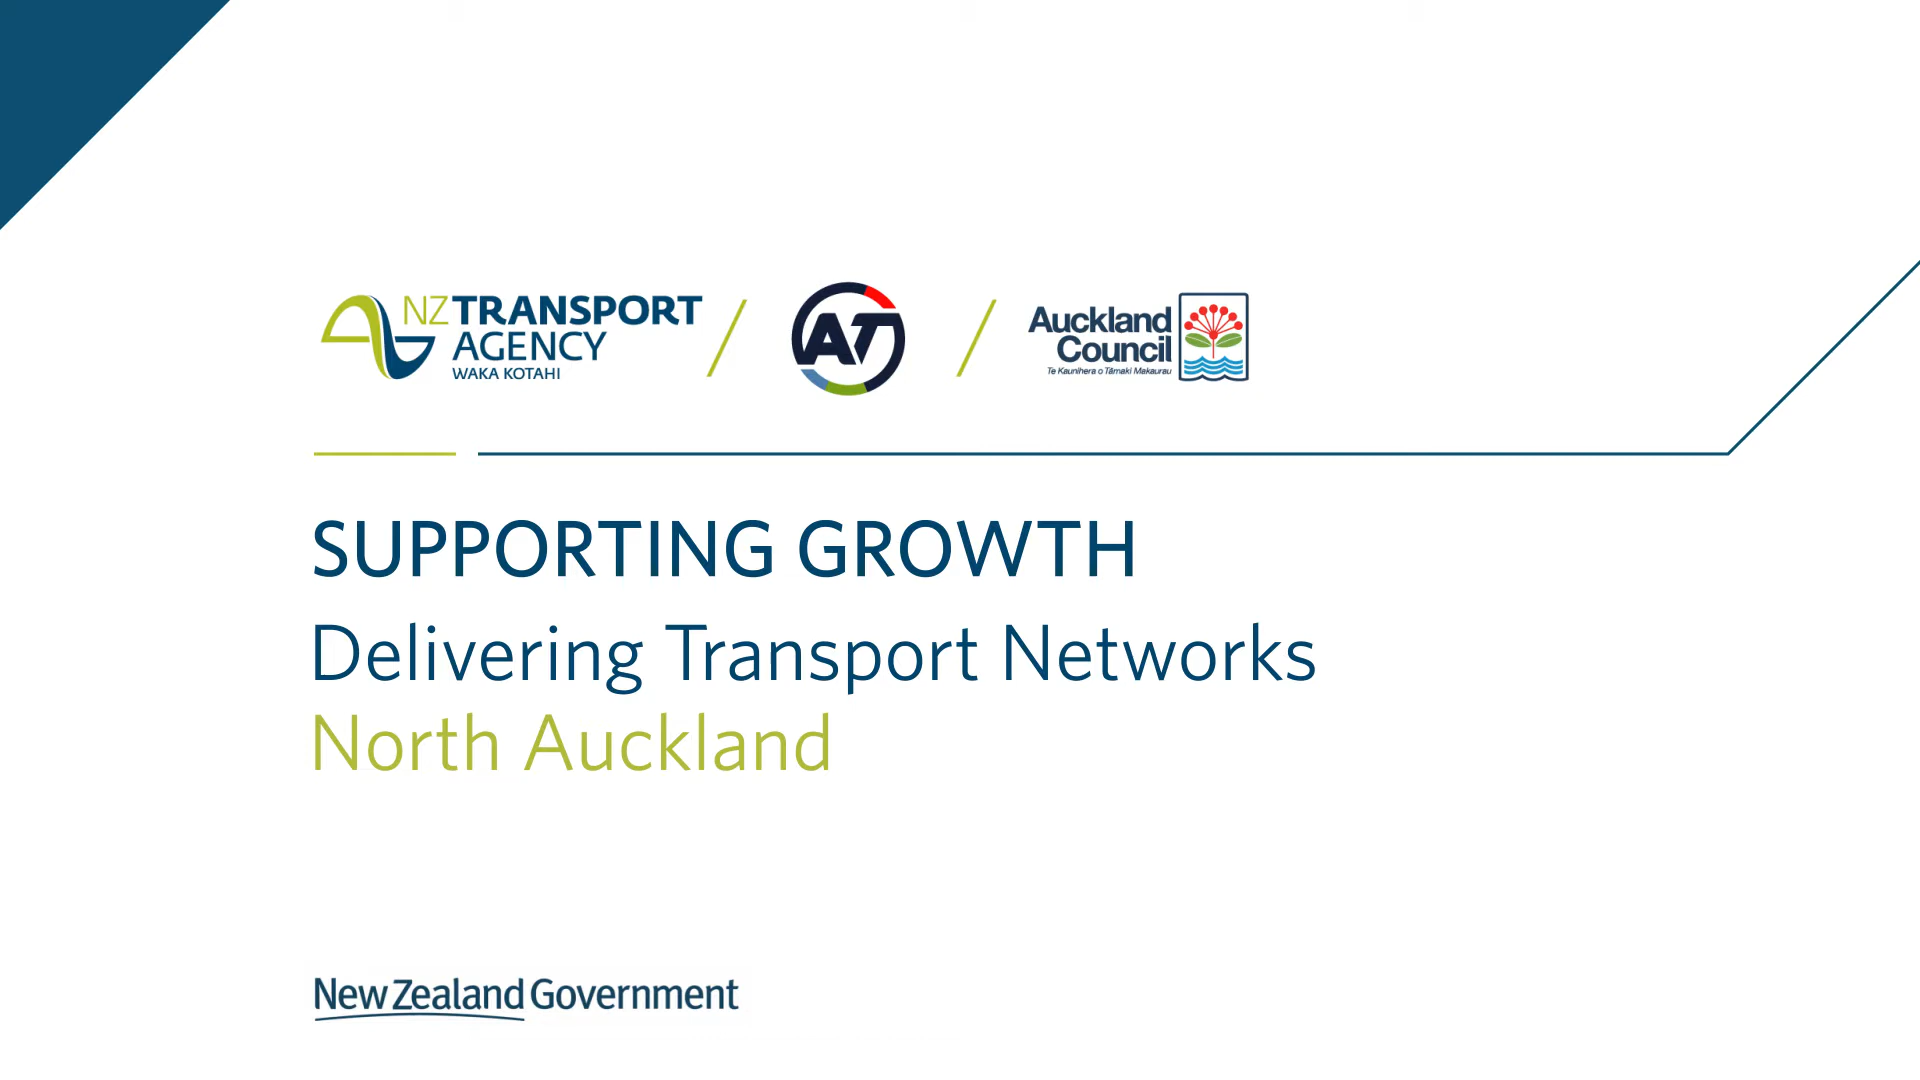 NZ TRANSPORT
AGENCY
WAKA KOTAHI
AT
Auckland
Council
Te Kaunihera o Tāmaki Makaurau
SUPPORTING GROWTH
Delivering Transport Networks
North Auckland
New Zealand Government